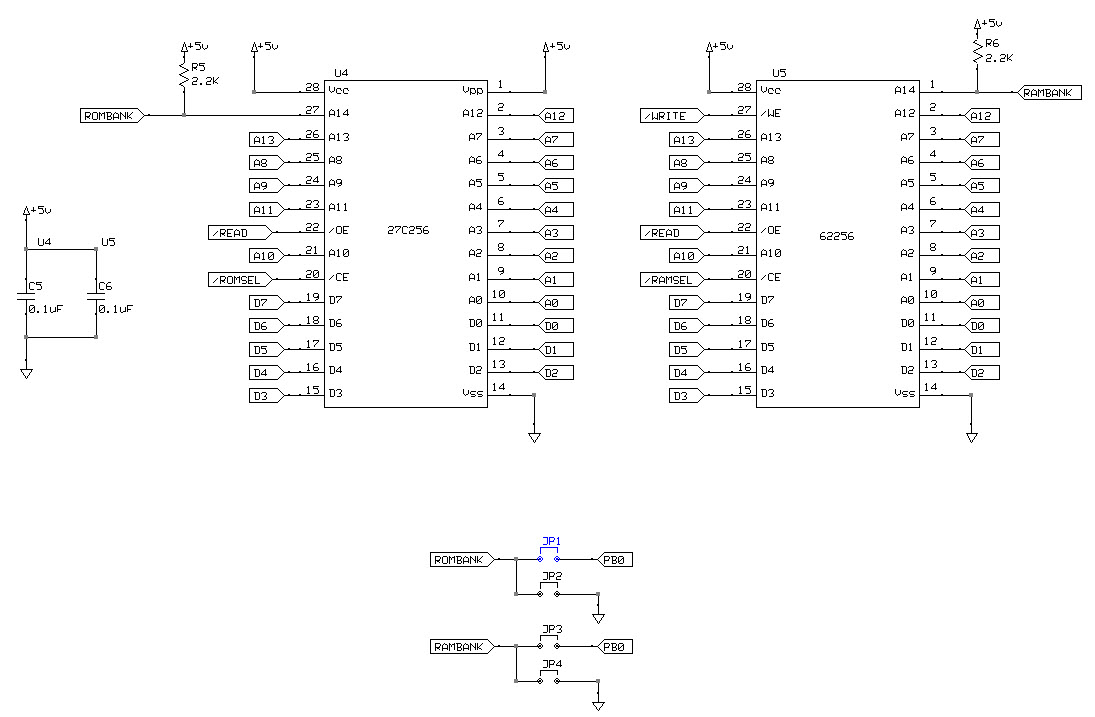 +5v
R5
2.2K
ROMBANK
+5v
U4
+5v
28 Vcc Vpp 1
27 A14 A12 2 A12
A13 26 A13 A7 3 A7
A8 25 A8 A6 4 A6
A9 24 A9 A5 5 A5
A11 23 A11 A4 6 A4
/READ 22 /OE 27C256 A3 7 A3
A10 21 A10 A2 8 A2
/ROMSEL 20 /CE A1 9 A1
D7 19 D7 A0 10 A0
D6 18 D6 D0 11 D0
D5 17 D5 D1 12 D1
D4 16 D4 D2 13 D2
D3 15 D3 Vss 14
+5v
U5
+5v
R6
2.2K
28 Vcc A14 1 RAMBANK
/WRITE 27 /WE A12 2 A12
A13 26 A13 A7 3 A7
A8 25 A8 A6 4 A6
A9 24 A9 A5 5 A5
A11 23 A11 A4 6 A4
/READ 22 /OE 62256 A3 7 A3
A10 21 A10 A2 8 A2
/RAMSEL 20 /CE A1 9 A1
D7 19 D7 A0 10 A0
D6 18 D6 D0 11 D0
D5 17 D5 D1 12 D1
D4 16 D4 D2 13 D2
D3 15 D3 Vss 14
+5v
U4 U5
C5 C6
0.1uF 0.1uF
JP1
ROMBANK PB0
JP2
JP3
RAMBANK PB0
JP4